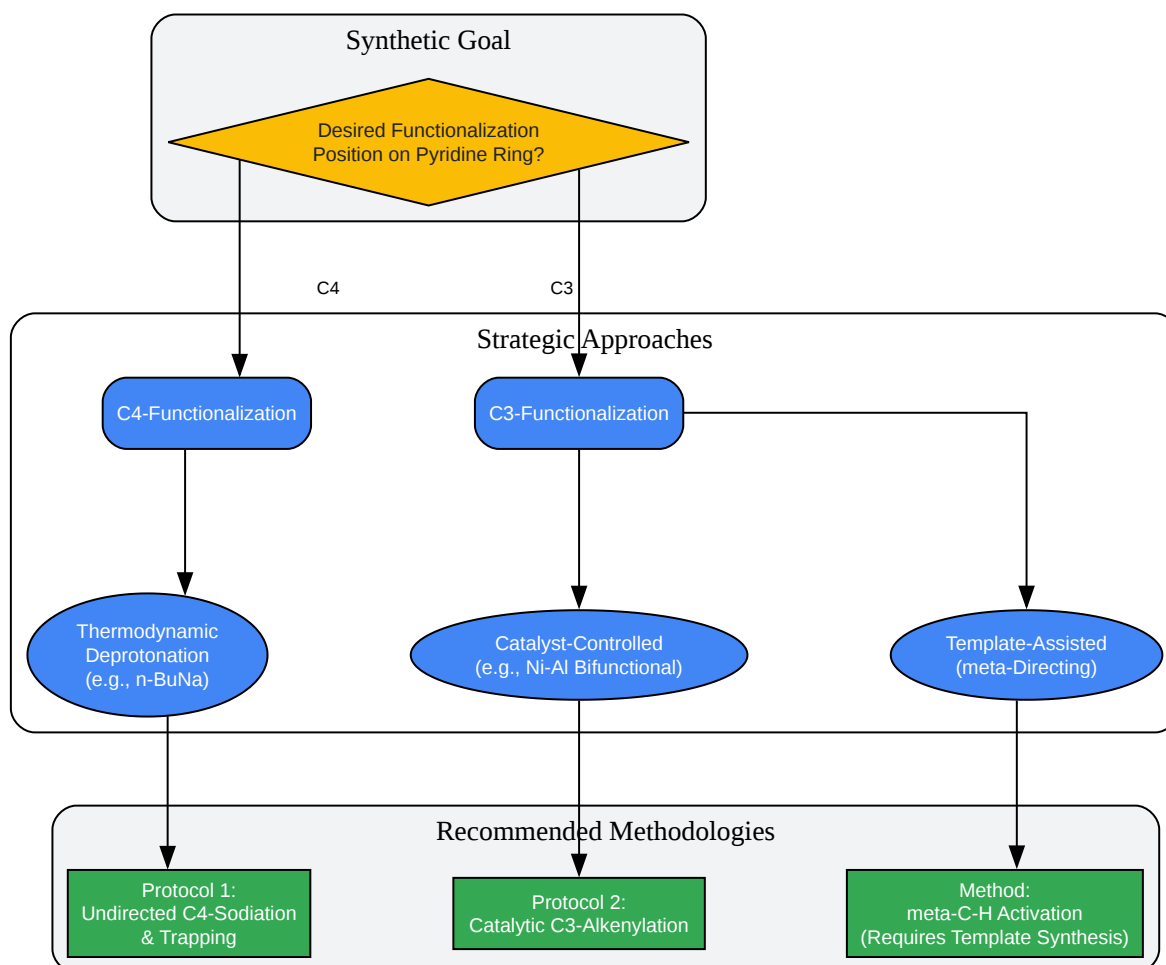 Synthetic Goal
Desired Functionalization
Position on Pyridine Ring?
C4
C3
Strategic Approaches
C4-Functionalization
C3-Functionalization
Thermodynamic
Deprotonation
(e.g., n-BuNa)
Catalyst-Controlled
(e.g., Ni-Al Bifunctional)
Template-Assisted
(meta-Directing)
Recommended Methodologies
Protocol 1:
Undirected C4-Sodiation
& Trapping
Protocol 2:
Catalytic C3-Alkenylation
Method:
meta-C-H Activation
(Requires Template Synthesis)